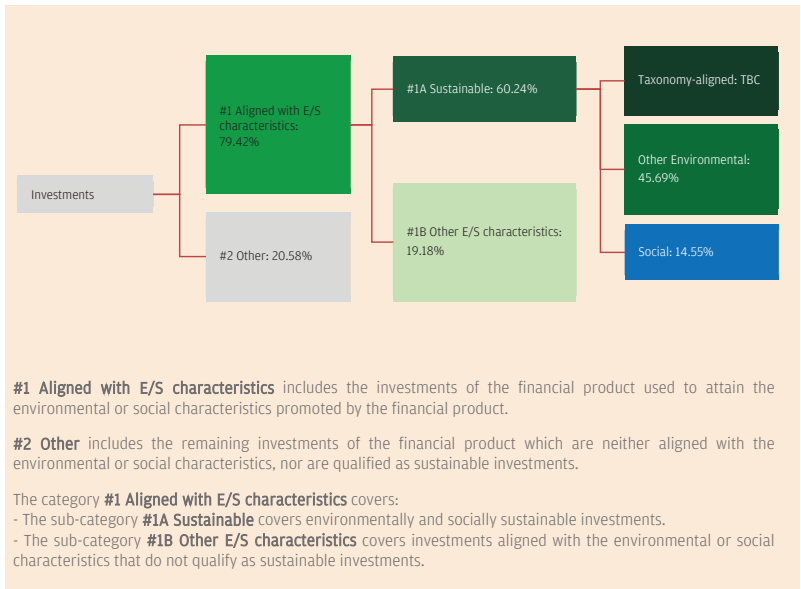 Investments
#1 Aligned with E/S
characteristics:
79.42%
#2 Other: 20.58%
#1A Sustainable: 60.24%
#1B Other E/S characteristics:
19.18%
Taxonomy-aligned: TBC
Other Environmental:
45.69%
Social: 14.55%
#1 Aligned with E/S characteristics includes the investments of the financial product used to attain the
environmental or social characteristics promoted by the financial product.
#2 Other includes the remaining investments of the financial product which are neither aligned with the
environmental or social characteristics, nor are qualified as sustainable investments.
The category #1 Aligned with E/S characteristics covers:
- The sub-category #1A Sustainable covers environmentally and socially sustainable investments.
- The sub-category #1B Other E/S characteristics covers investments aligned with the environmental or social
characteristics that do not qualify as sustainable investments.